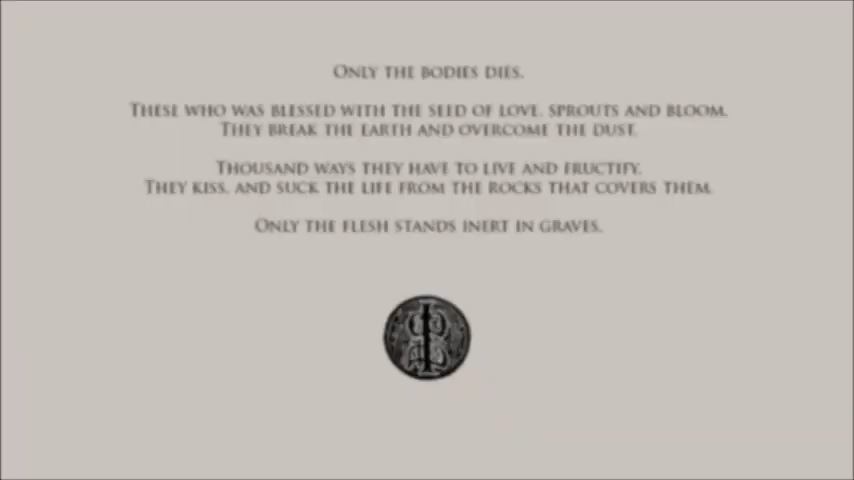 ONLY THE BODIES DIES.
THESE WHO WAS BLESSED WITH THE SEED OF LOVE, SPROUTS AND BLOOM.
THEY BREAK THE EARTH AND OVERCOME THE DUST.
THOUSAND WAYS THEY HAVE TO LIVE AND FRUCTIFY.
THEY KISS, AND SUCK THE LIFE FROM THE ROCKS THAT COVERS THEM.
ONLY THE FLESH STANDS INERT IN GRAVES.